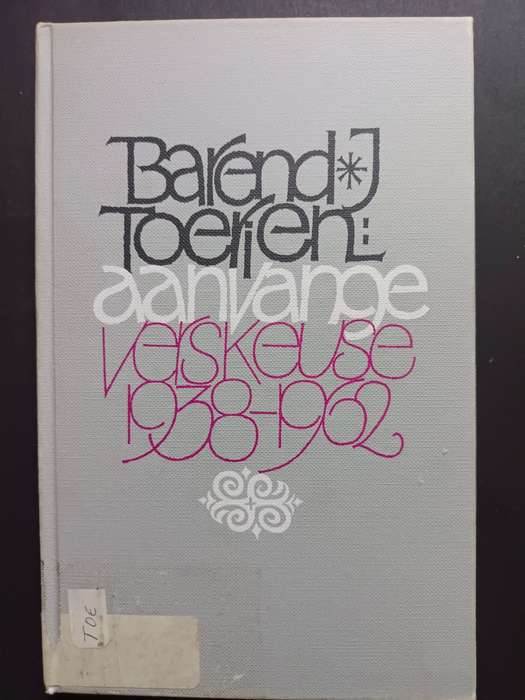 Barend * J
Toerien:
aanvange
verskeuse
1938-1962
TOE